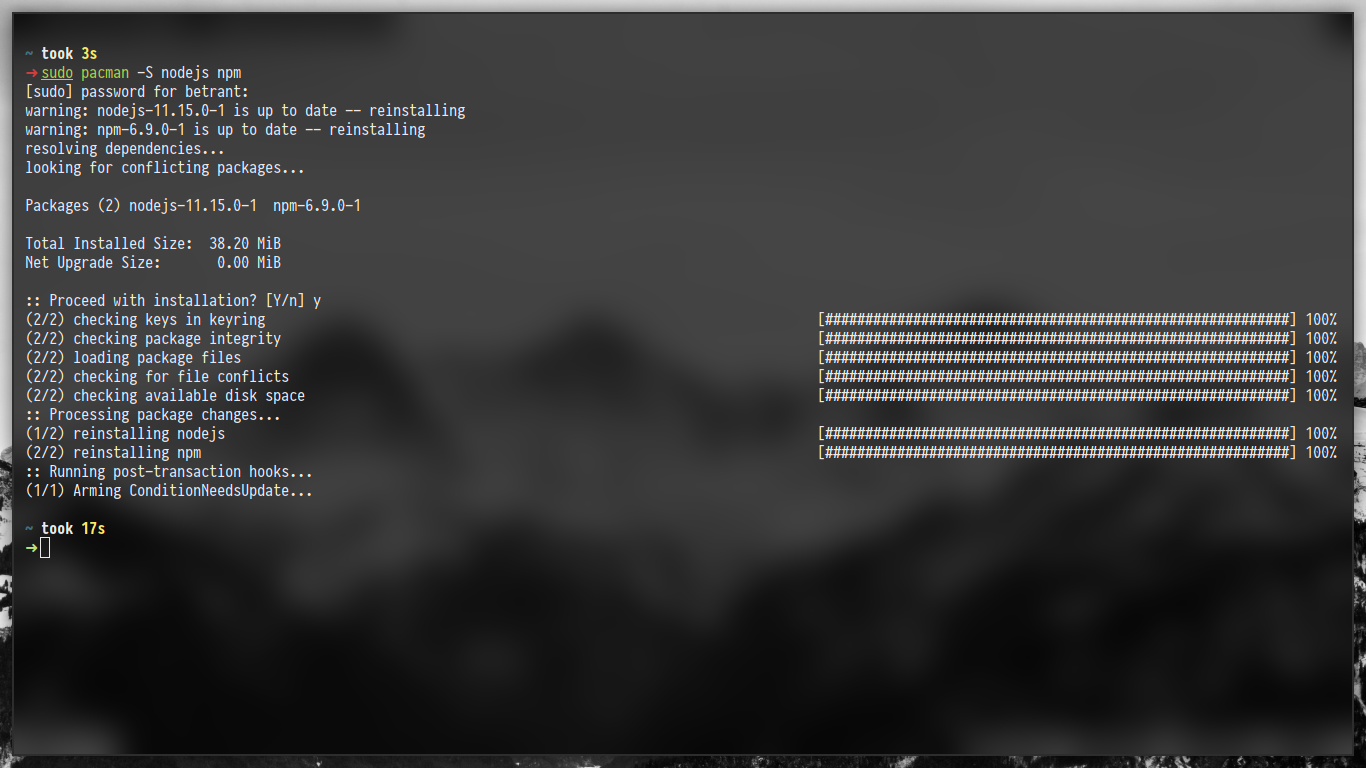 ~ took 3s
➜ sudo pacman -S nodejs npm
[sudo] password for betrant:
warning: nodejs-11.15.0-1 is up to date -- reinstalling
warning: npm-6.9.0-1 is up to date -- reinstalling
resolving dependencies...
looking for conflicting packages...
Packages (2) nodejs-11.15.0-1  npm-6.9.0-1
Total Installed Size:  38.20 MiB
Net Upgrade Size:       0.00 MiB
:: Proceed with installation? [Y/n] y
(2/2) checking keys in keyring [##########################################################] 100%
(2/2) checking package integrity [##########################################################] 100%
(2/2) loading package files [##########################################################] 100%
(2/2) checking for file conflicts [##########################################################] 100%
(2/2) checking available disk space [##########################################################] 100%
:: Processing package changes...
(1/2) reinstalling nodejs [##########################################################] 100%
(2/2) reinstalling npm [##########################################################] 100%
:: Running post-transaction hooks...
(1/1) Arming ConditionNeedsUpdate...
~ took 17s
➜